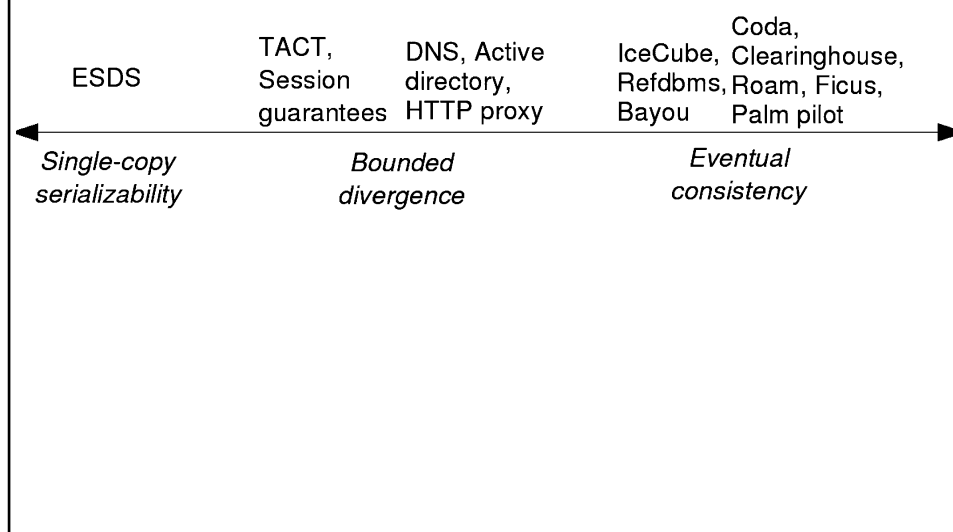 ESDS
TACT,
Session
guarantees
DNS, Active
directory,
HTTP proxy
IceCube,
Refdbms,
Bayou
Coda,
Clearinghouse,
Roam, Ficus,
Palm pilot
Single-copy
serializability
Bounded
divergence
Eventual
consistency